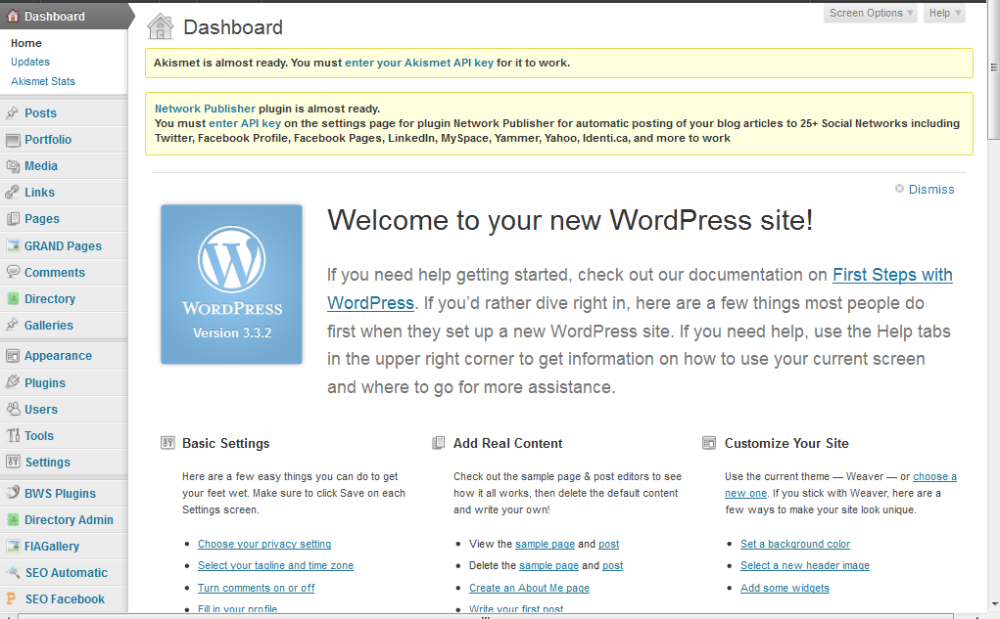 Dashboard
Home
Updates
Akismet Stats
Posts
Portfolio
Media
Links
Pages
GRAND Pages
Comments
Directory
Galleries
Appearance
Plugins
Users
Tools
Settings
BWS Plugins
Directory Admin
FIAGallery
SEO Automatic
SEO Facebook
Screen Options
Help
Dashboard
Akismet is almost ready. You must enter your Akismet API key for it to work.
Network Publisher plugin is almost ready.
You must enter API key on the settings page for plugin Network Publisher for automatic posting of your blog articles to 25+ Social Networks including
Twitter, Facebook Profile, Facebook Pages, LinkedIn, MySpace, Yammer, Yahoo, Identi.ca, and more to work
Dismiss
WORDPRESS
Version 3.3.2
Welcome to your new WordPress site!
If you need help getting started, check out our documentation on First Steps with
WordPress. If you’d rather dive right in, here are a few things most people do
first when they set up a new WordPress site. If you need help, use the Help tabs
in the upper right corner to get information on how to use your current screen
and where to go for more assistance.
Basic Settings
Here are a few easy things you can do to get
your feet wet. Make sure to click Save on each
Settings screen.
Choose your privacy setting
Select your tagline and time zone
Turn comments on or off
Fill in your profile
Add Real Content
Check out the sample page & post editors to see
how it all works, then delete the default content
and write your own!
View the sample page and post
Delete the sample page and post
Create an About Me page
Write your first post
Customize Your Site
Use the current theme — Weaver — or choose a
new one. If you stick with Weaver, here are a
few ways to make your site look unique.
Set a background color
Select a new header image
Add some widgets